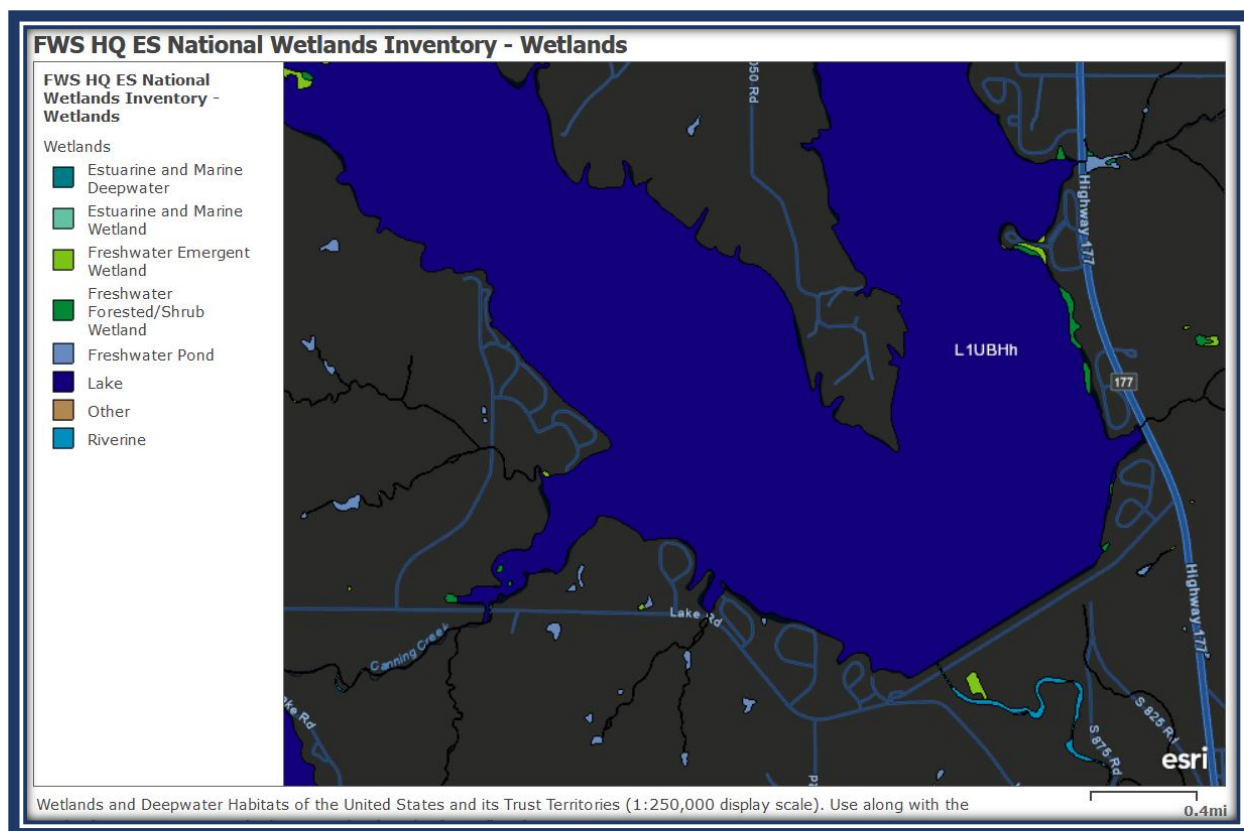 FWS HQ ES National Wetlands Inventory - Wetlands
FWS HQ ES National
Wetlands Inventory -
Wetlands
Wetlands
Estuarine and Marine
Deepwater
Estuarine and Marine
Wetland
Freshwater Emergent
Wetland
Freshwater
Forested/Shrub
Wetland
Freshwater Pond
Lake
Other
Riverine
050 Rd
Highway 177
L1UBHh
177
Lake Rd
Canning Creek
Highway 177
S 825 Rd
S 875 Rd
esri
Wetlands and Deepwater Habitats of the United States and its Trust Territories (1:250,000 display scale). Use along with the
0.4mi